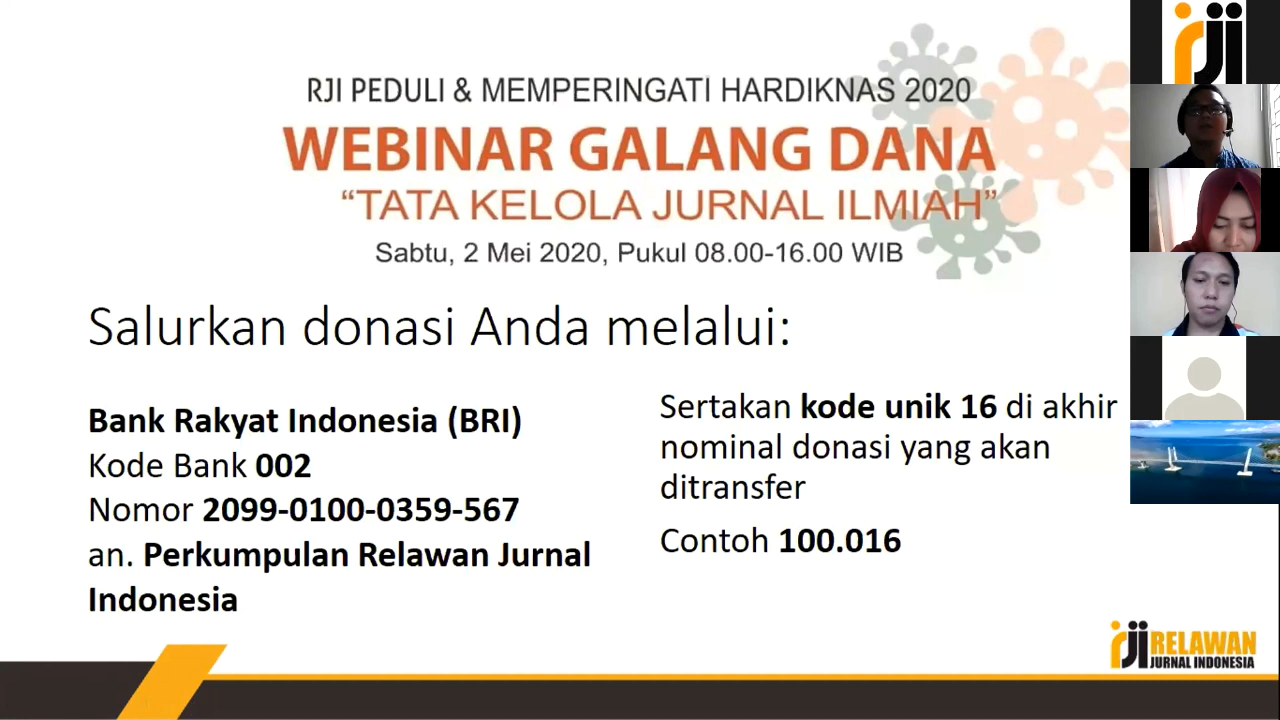 RJI PEDULI & MEMPERINGATI HARDIKNAS 2020
WEBINAR GALANG DANA
“TATA KELOLA JURNAL ILMIAH”
Sabtu, 2 Mei 2020, Pukul 08.00-16.00 WIB
Salurkan donasi Anda melalui:
Bank Rakyat Indonesia (BRI)
Kode Bank 002
Nomor 2099-0100-0359-567
an. Perkumpulan Relawan Jurnal
Indonesia
Sertakan kode unik 16 di akhir
nominal donasi yang akan
ditransfer
Contoh 100.016
rji
rji RELAWAN
JURNAL INDONESIA